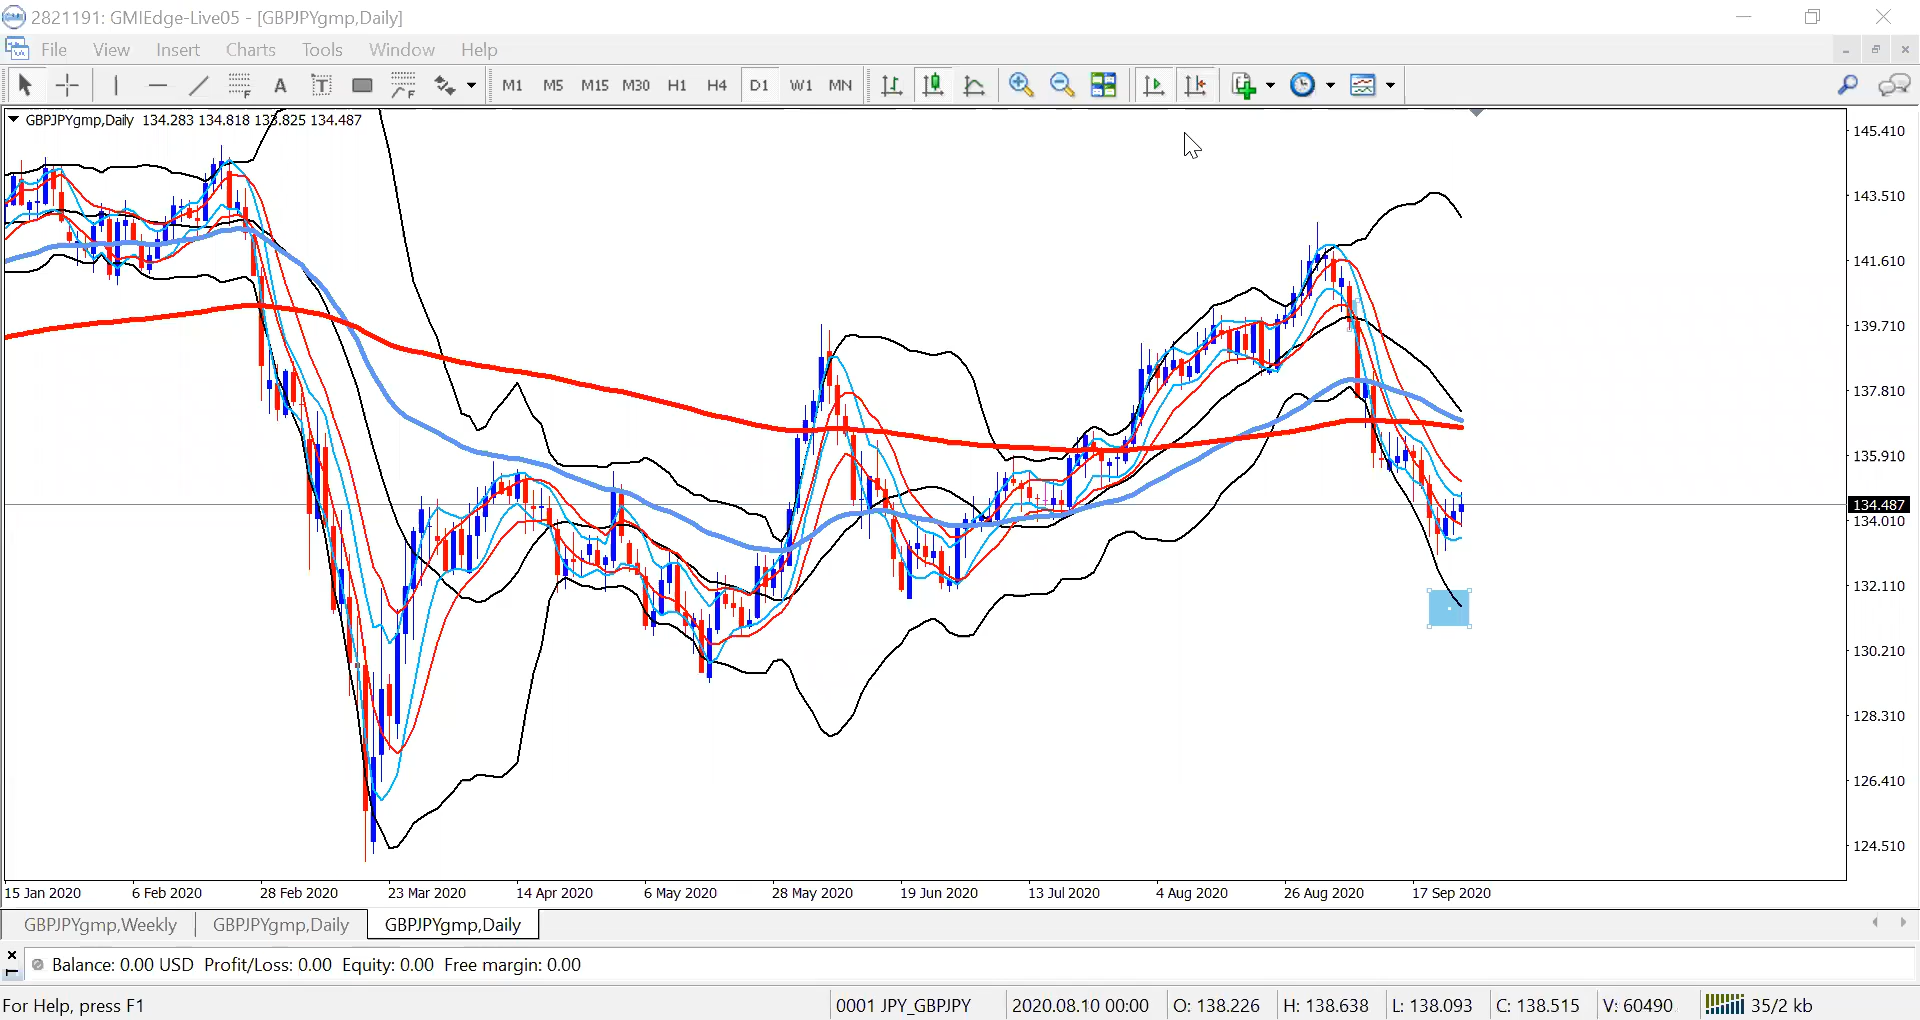 2821191: GMIEdge-Live05 - [GBPJPYgmp,Daily]
File View Insert Charts Tools Window Help
A T F F M1 M5 M15 M30 H1 H4 D1 W1 MN
GBPJPYgmp,Daily 134.283 134.818 133.825 134.487
145.410
143.510
141.610
139.710
137.810
135.910
134.487
134.010
132.110
130.210
128.310
126.410
124.510
15 Jan 2020 6 Feb 2020 28 Feb 2020 23 Mar 2020 14 Apr 2020 6 May 2020 28 May 2020 19 Jun 2020 13 Jul 2020 4 Aug 2020 26 Aug 2020 17 Sep 2020
GBPJPYgmp,Weekly GBPJPYgmp,Daily GBPJPYgmp,Daily
Balance: 0.00 USD Profit/Loss: 0.00 Equity: 0.00 Free margin: 0.00
For Help, press F1 0001 JPY_GBPJPY 2020.08.10 00:00 O: 138.226 H: 138.638 L: 138.093 C: 138.515 V: 60490 35/2 kb